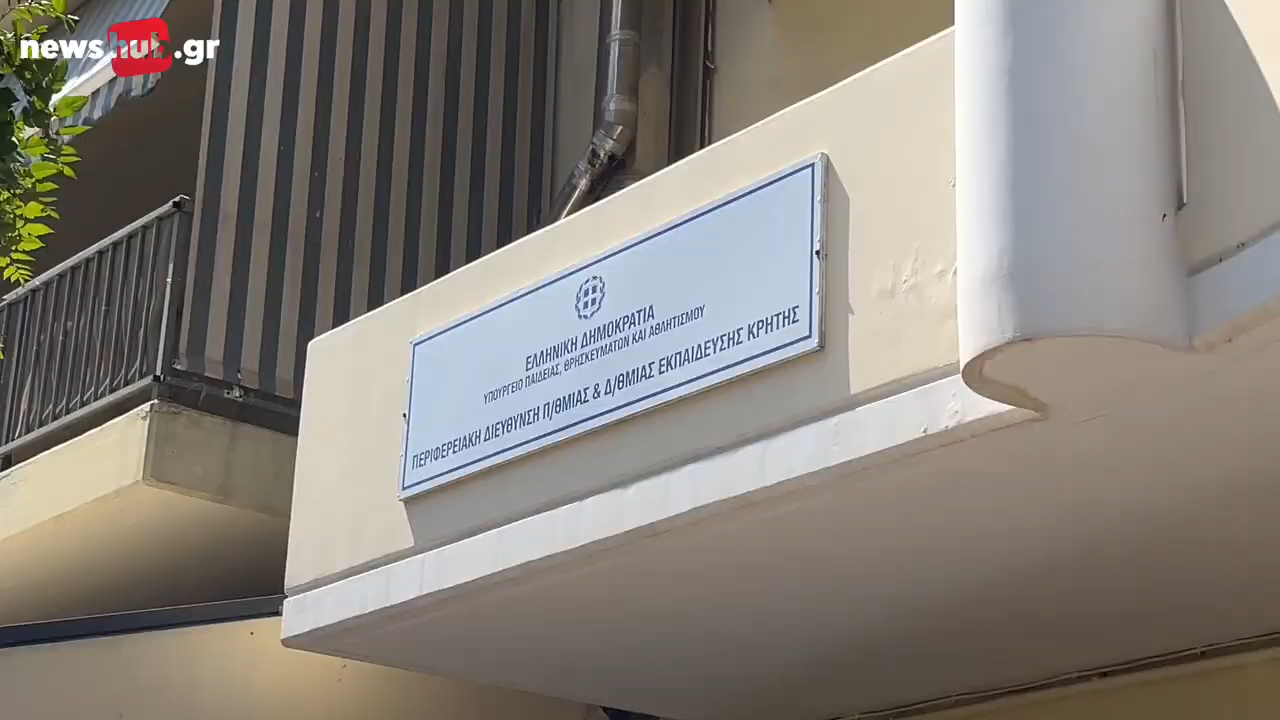 newshub.gr
ΕΛΛΗΝΙΚΗ ΔΗΜΟΚΡΑΤΙΑ
ΥΠΟΥΡΓΕΙΟ ΠΑΙΔΕΙΑΣ, ΘΡΗΣΚΕΥΜΑΤΩΝ ΚΑΙ ΑΘΛΗΤΙΣΜΟΥ
ΠΕΡΙΦΕΡΕΙΑΚΗ ΔΙΕΥΘΥΝΣΗ Π/ΘΜΙΑΣ & Δ/ΘΜΙΑΣ ΕΚΠΑΙΔΕΥΣΗΣ ΚΡΗΤΗΣ